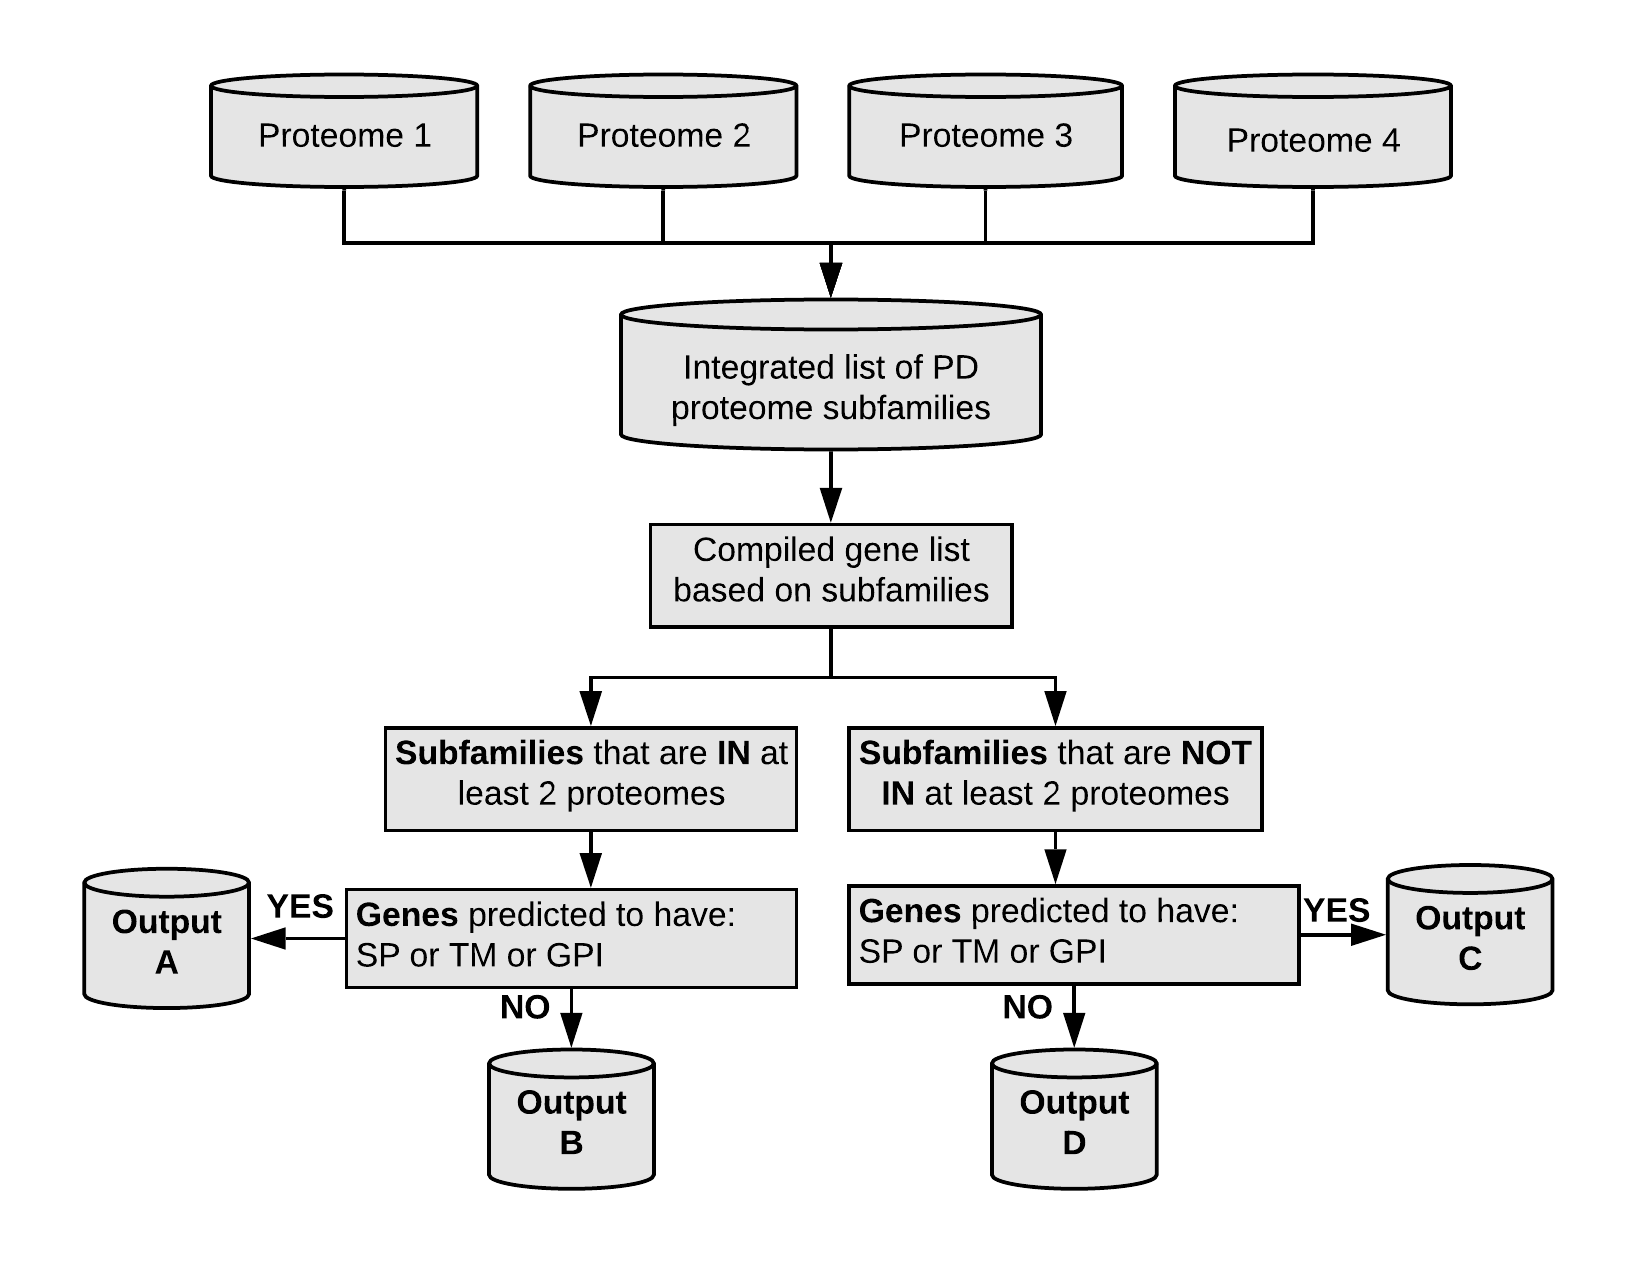 Proteome 1
Proteome 2
Proteome 3
Proteome 4
Integrated list of PD
proteome subfamilies
Compiled gene list
based on subfamilies
Subfamilies that are IN at
least 2 proteomes
Subfamilies that are NOT
IN at least 2 proteomes
Output
A
YES
Genes predicted to have:
SP or TM or GPI
Genes predicted to have:
SP or TM or GPI
YES
Output
C
NO
NO
Output
B
Output
D